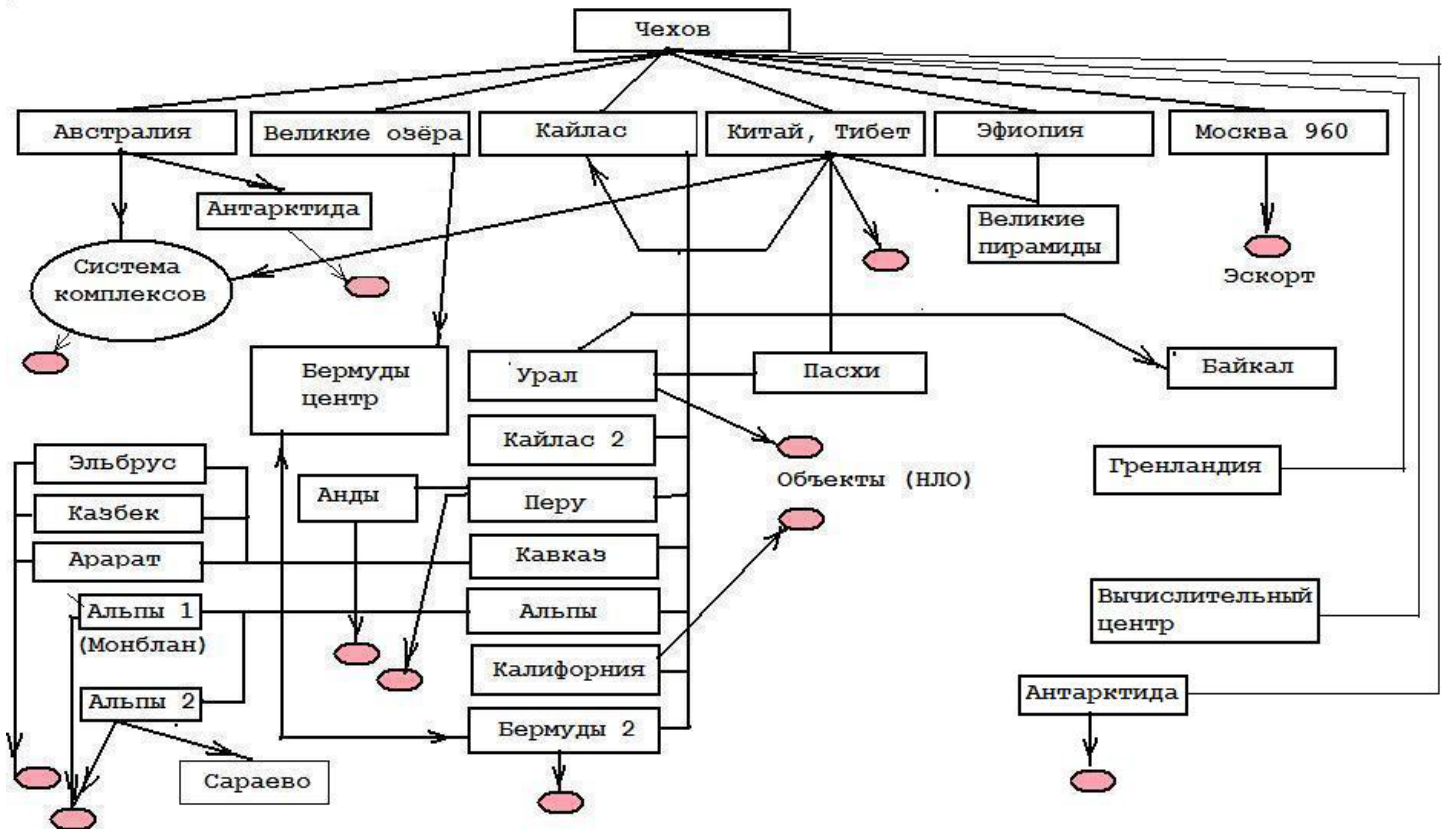 Чехов
Австралия
Великие озёра
Кайлас
Китай, Тибет
Эфиопия
Москва 960
Антарктида
Великие
пирамиды
Система
комплексов
Эскорт
Бермуды
центр
Урал
Пасхи
Байкал
Кайлас 2
Эльбрус
Объекты (НЛО)
Гренландия
Анды
Перу
Казбек
Кавказ
Арарат
Альпы 1
(Монблан)
Альпы
Вычислительный
центр
Калифорния
Антарктида
Альпы 2
Бермуды 2
Сараево